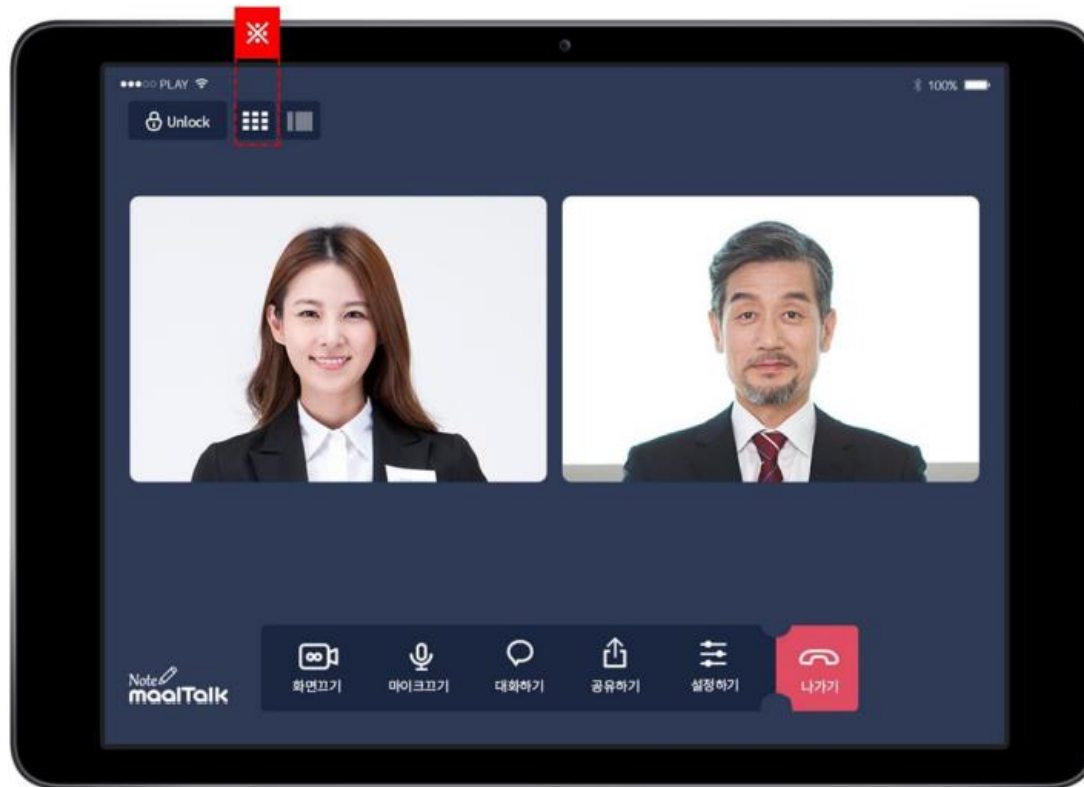 ※
PLAY
100%
Unlock
Note
maalTalk
화면끄기
마이크끄기
대화하기
공유하기
설정하기
나가기